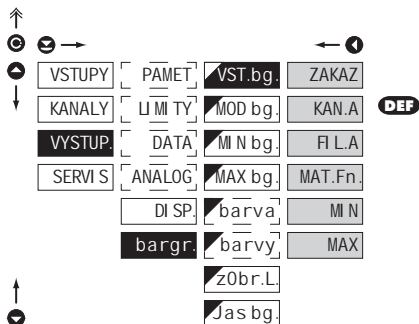 VSTUPY PAMET VST.bg. ZAKAZ
KANALY LIMITY MOD bg. KAN.A DEF
VYSTUP. DATA MIN bg. FIL.A
SERVIS ANALOG MAX bg. MAT.Fn.
DISP. barva MIN
bargr. barvy MAX
zObr.L.
Jas bg.